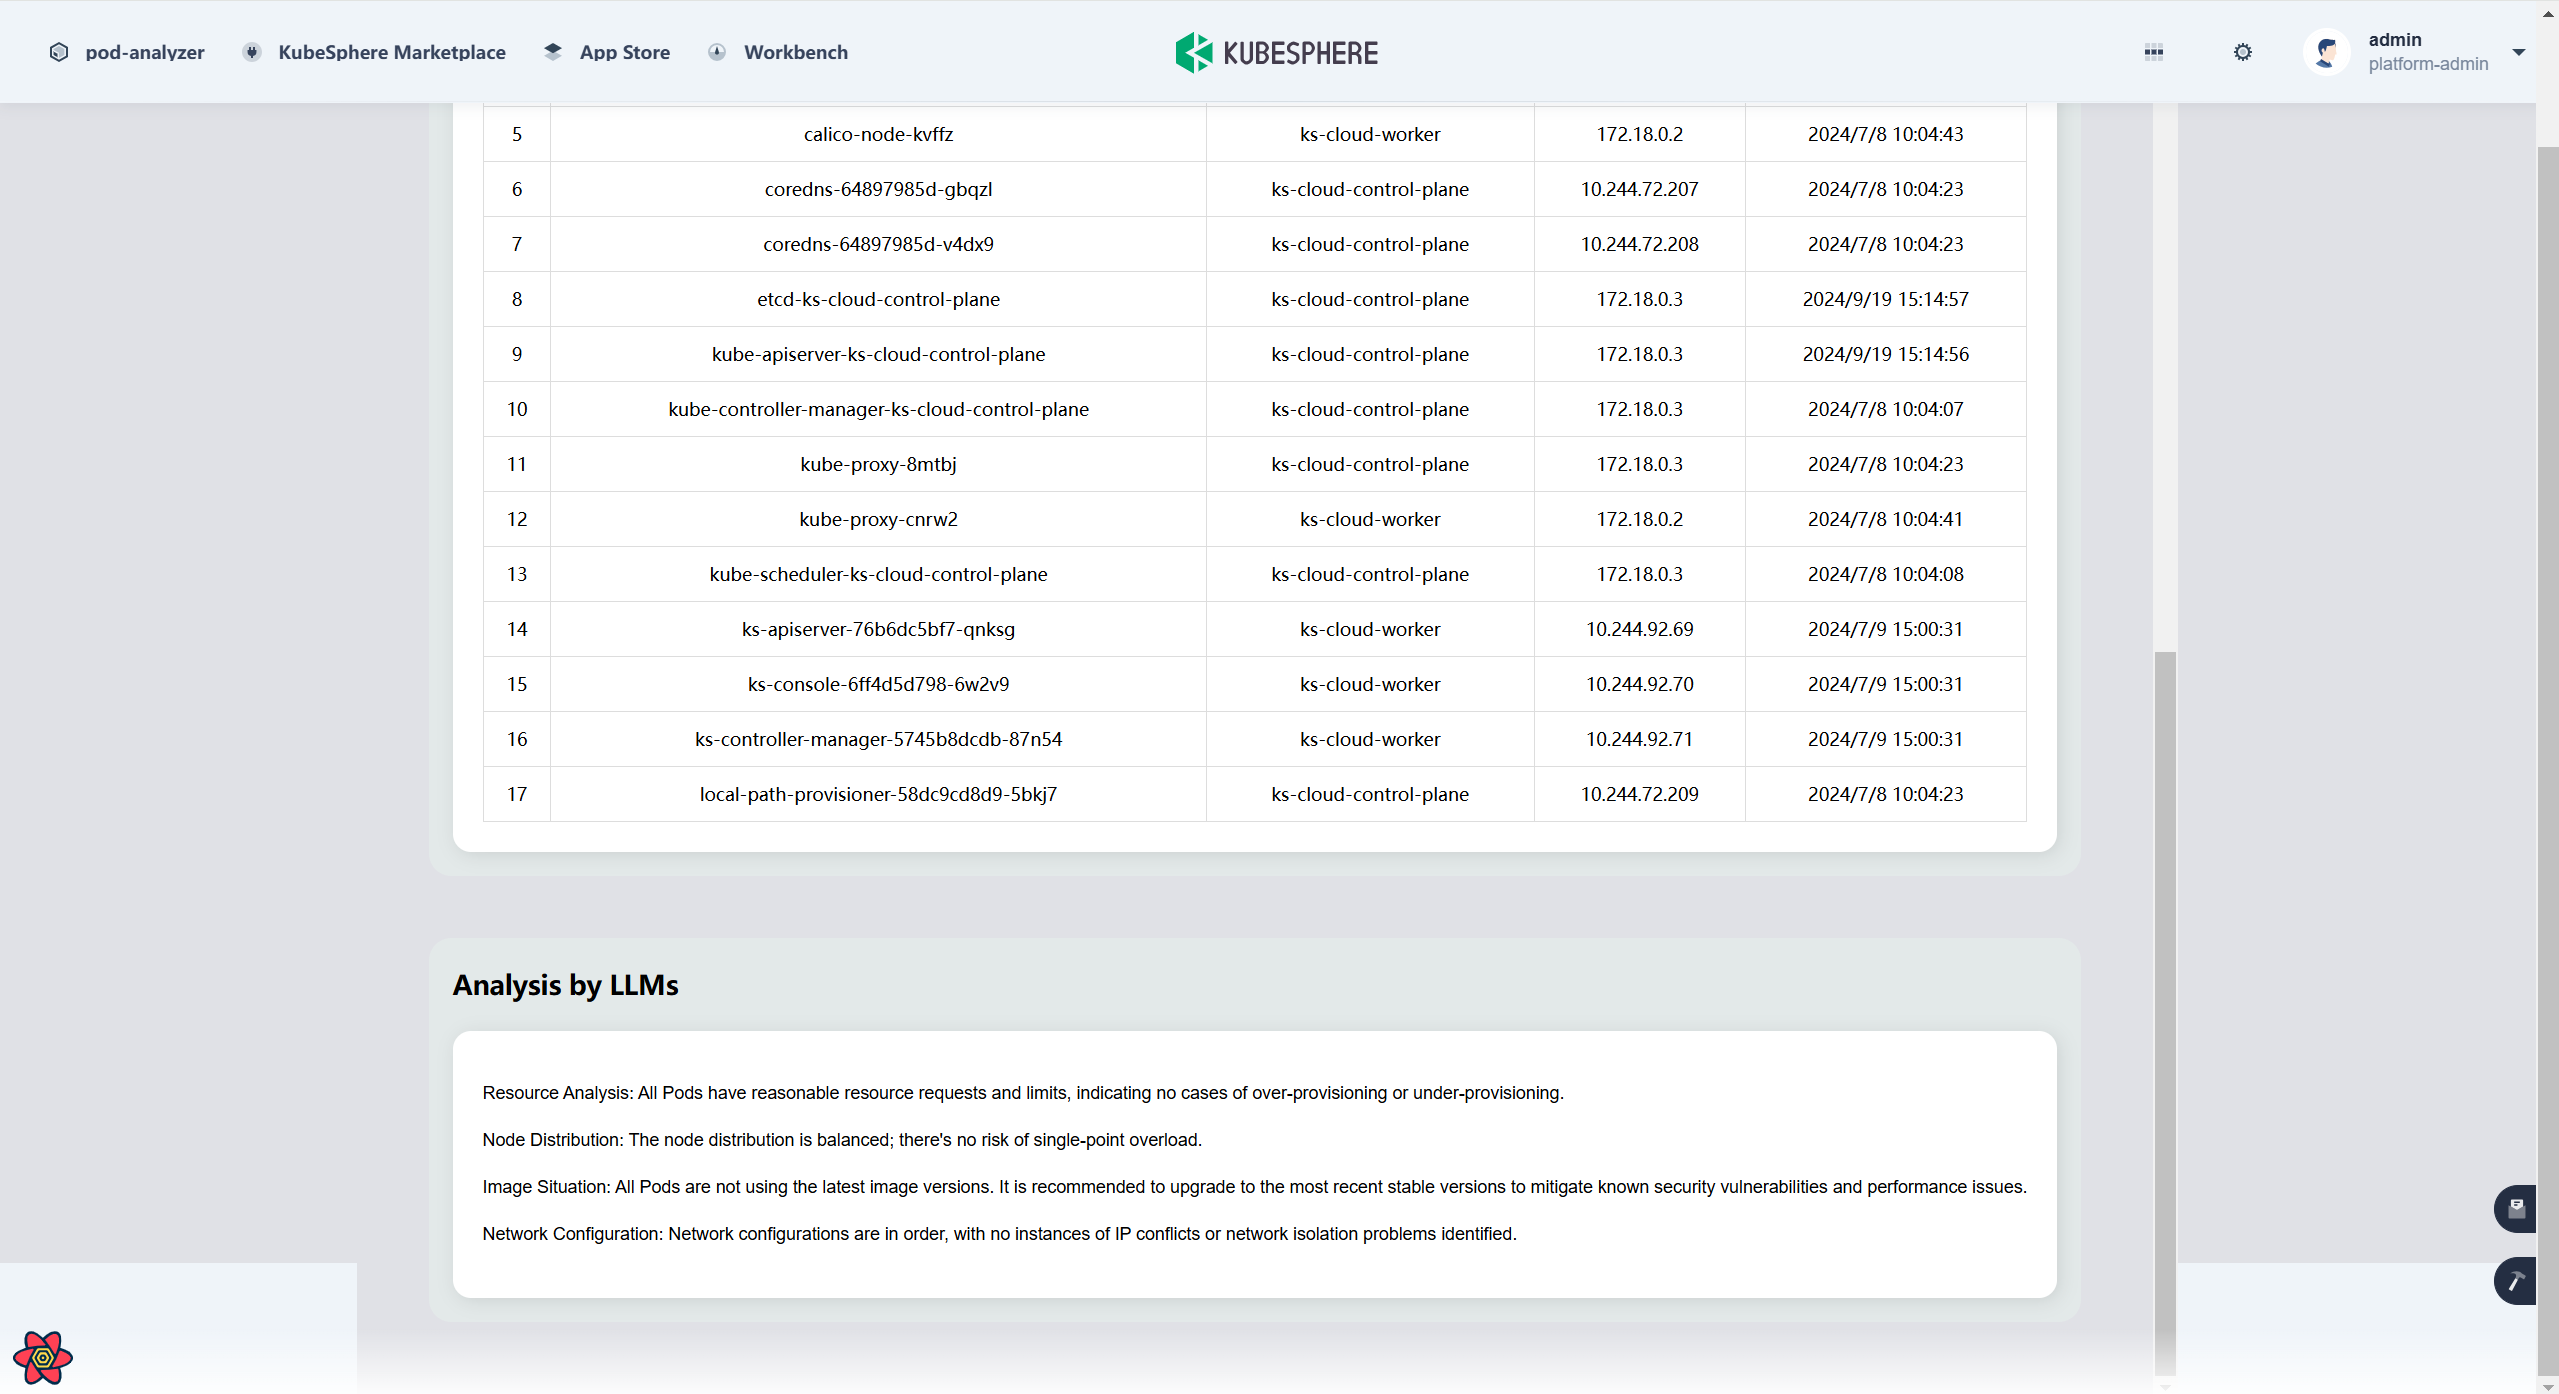 pod-analyzer KubeSphere Marketplace App Store Workbench KUBESPHERE admin
platform-admin
5 calico-node-kvffz ks-cloud-worker 172.18.0.2 2024/7/8 10:04:43
6 coredns-64897985d-gbqzl ks-cloud-control-plane 10.244.72.207 2024/7/8 10:04:23
7 coredns-64897985d-v4dx9 ks-cloud-control-plane 10.244.72.208 2024/7/8 10:04:23
8 etcd-ks-cloud-control-plane ks-cloud-control-plane 172.18.0.3 2024/9/19 15:14:57
9 kube-apiserver-ks-cloud-control-plane ks-cloud-control-plane 172.18.0.3 2024/9/19 15:14:56
10 kube-controller-manager-ks-cloud-control-plane ks-cloud-control-plane 172.18.0.3 2024/7/8 10:04:07
11 kube-proxy-8mtbj ks-cloud-control-plane 172.18.0.3 2024/7/8 10:04:23
12 kube-proxy-cnrw2 ks-cloud-worker 172.18.0.2 2024/7/8 10:04:41
13 kube-scheduler-ks-cloud-control-plane ks-cloud-control-plane 172.18.0.3 2024/7/8 10:04:08
14 ks-apiserver-76b6dc5bf7-qnksg ks-cloud-worker 10.244.92.69 2024/7/9 15:00:31
15 ks-console-6ff4d5d798-6w2v9 ks-cloud-worker 10.244.92.70 2024/7/9 15:00:31
16 ks-controller-manager-5745b8dcdb-87n54 ks-cloud-worker 10.244.92.71 2024/7/9 15:00:31
17 local-path-provisioner-58dc9cd8d9-5bkj7 ks-cloud-control-plane 10.244.72.209 2024/7/8 10:04:23
Analysis by LLMs
Resource Analysis: All Pods have reasonable resource requests and limits, indicating no cases of over-provisioning or under-provisioning.
Node Distribution: The node distribution is balanced; there's no risk of single-point overload.
Image Situation: All Pods are not using the latest image versions. It is recommended to upgrade to the most recent stable versions to mitigate known security vulnerabilities and performance issues.
Network Configuration: Network configurations are in order, with no instances of IP conflicts or network isolation problems identified.